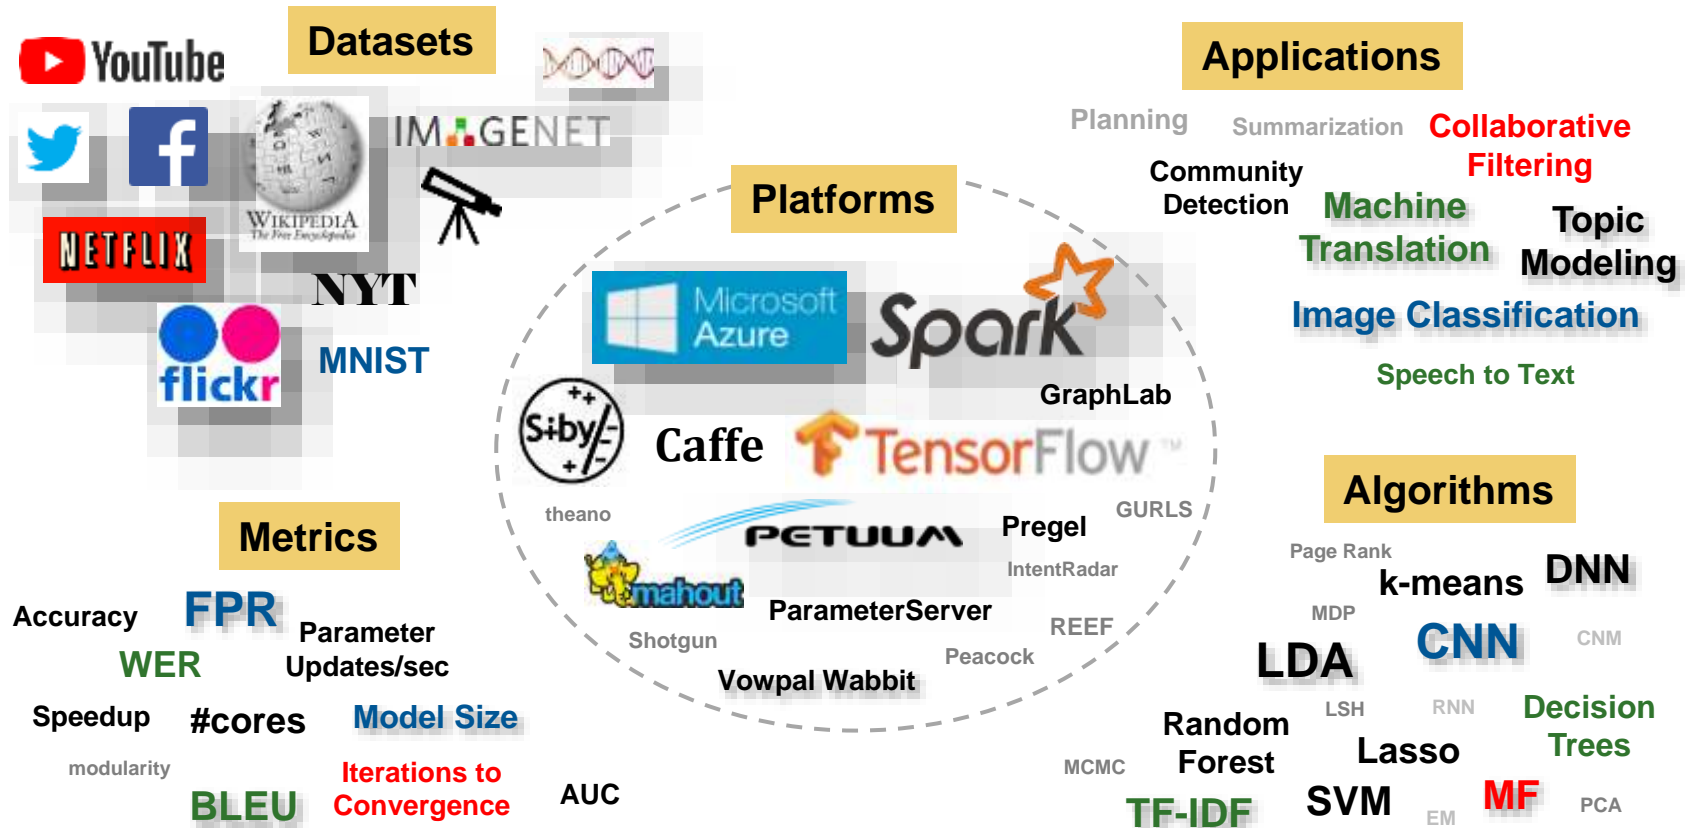 Datasets
YouTube
IMAGENET
WIKIPEDIA
The Free Encyclopedia
NETFLIX
NYT
flickr
MNIST
Platforms
Microsoft
Azure
Spark
GraphLab
S+by/-
++
+/-
Caffe
TensorFlow™
theano
PETUUM
Pregel
GURLS
mahout
IntentRadar
ParameterServer
Shotgun
REEF
Peacock
Vowpal Wabbit
Applications
Planning
Summarization
Collaborative
Filtering
Community
Detection
Machine
Translation
Topic
Modeling
Image Classification
Speech to Text
Metrics
Accuracy
FPR
Parameter
Updates/sec
WER
Speedup
#cores
Model Size
modularity
Iterations to
Convergence
BLEU
AUC
Algorithms
Page Rank
k-means
DNN
MDP
CNN
CNM
LDA
LSH
RNN
Decision
Trees
Random
Forest
Lasso
MCMC
TF-IDF
SVM
EM
MF
PCA